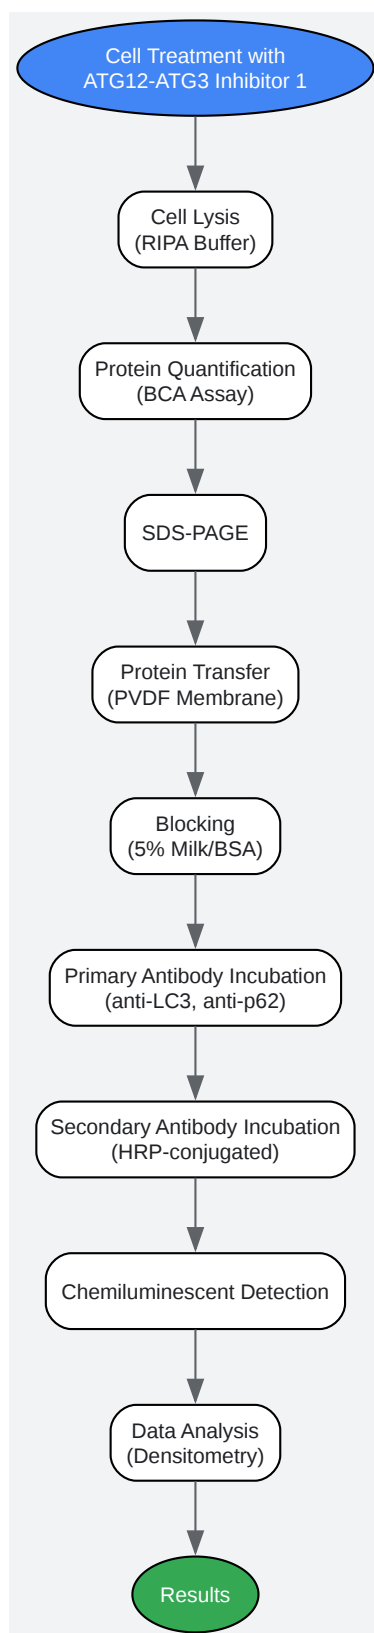 Cell Treatment with
ATG12-ATG3 Inhibitor 1
Cell Lysis
(RIPA Buffer)
Protein Quantification
(BCA Assay)
SDS-PAGE
Protein Transfer
(PVDF Membrane)
Blocking
(5% Milk/BSA)
Primary Antibody Incubation
(anti-LC3, anti-p62)
Secondary Antibody Incubation
(HRP-conjugated)
Chemiluminescent Detection
Data Analysis
(Densitometry)
Results